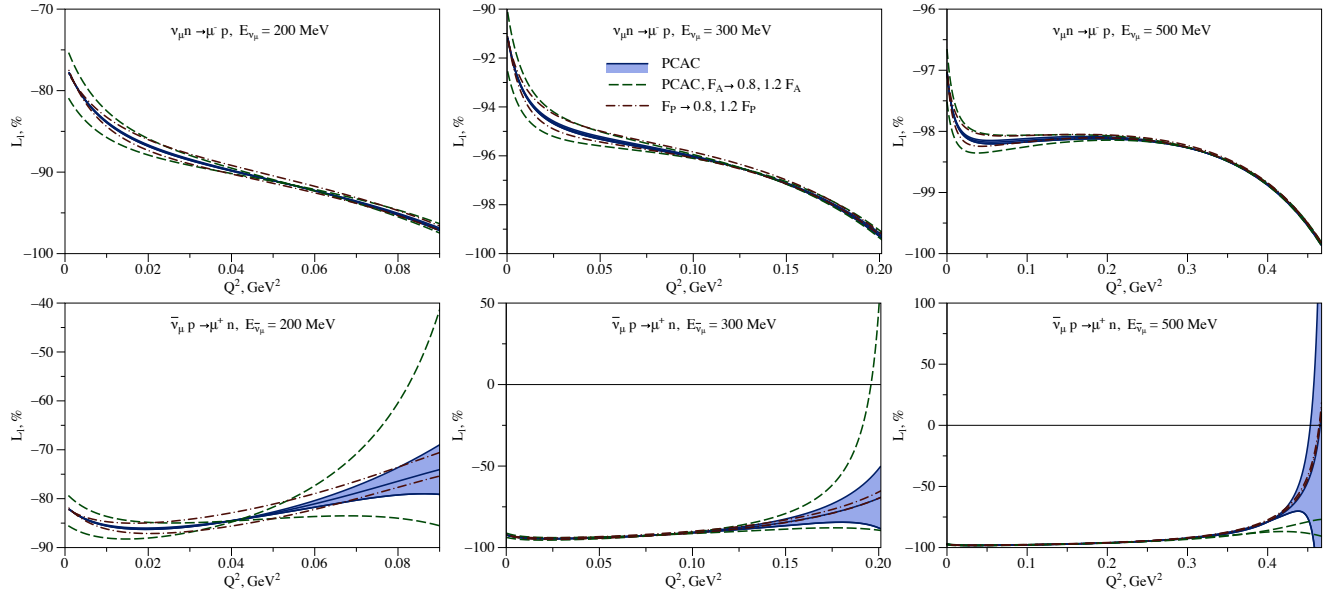 −70
−80
−90
−100
L_l, %
ν_μ n → μ⁻ p, E_ν_μ = 200 MeV
0 0.02 0.04 0.06 0.08
Q², GeV²
−90
−92
−94
−96
−98
−100
L_l, %
ν_μ n → μ⁻ p, E_ν_μ = 300 MeV
PCAC
PCAC, F_A → 0.8, 1.2 F_A
F_P → 0.8, 1.2 F_P
0 0.05 0.10 0.15 0.20
Q², GeV²
−96
−97
−98
−99
−100
L_l, %
ν_μ n → μ⁻ p, E_ν_μ = 500 MeV
0 0.1 0.2 0.3 0.4
Q², GeV²
−40
−50
−60
−70
−80
−90
L_l, %
ν̄_μ p → μ⁺ n, E_ν̄_μ = 200 MeV
0 0.02 0.04 0.06 0.08
Q², GeV²
50
0
−50
−100
L_l, %
ν̄_μ p → μ⁺ n, E_ν̄_μ = 300 MeV
0 0.05 0.10 0.15 0.20
Q², GeV²
100
50
0
−50
−100
L_l, %
ν̄_μ p → μ⁺ n, E_ν̄_μ = 500 MeV
0 0.1 0.2 0.3 0.4
Q², GeV²